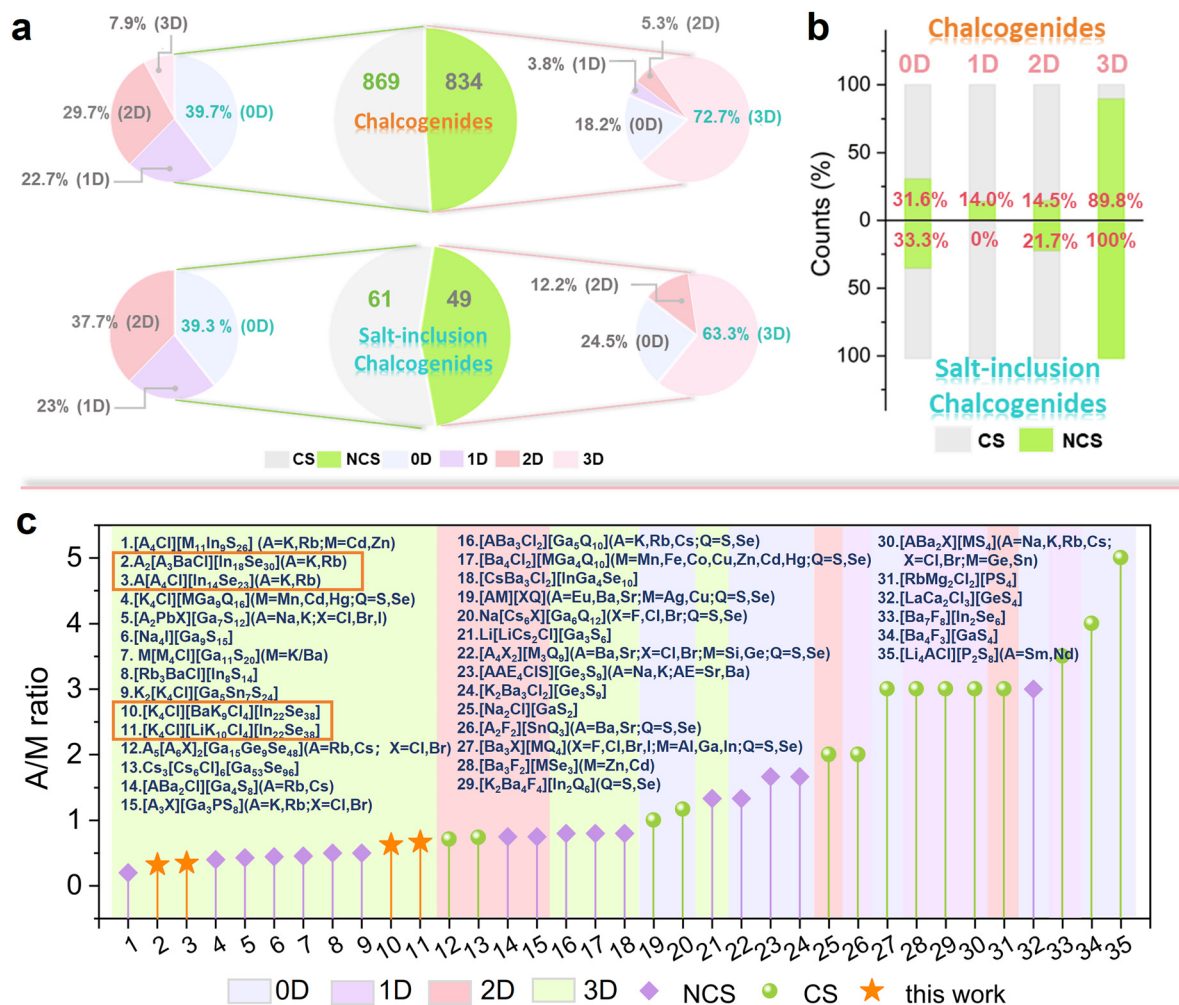 a
7.9% (3D)
29.7% (2D)
39.7% (0D)
22.7% (1D)
869
834
Chalcogenides
5.3% (2D)
3.8% (1D)
18.2% (0D)
72.7% (3D)
37.7% (2D)
39.3 % (0D)
23% (1D)
61
49
Salt-inclusion
Chalcogenides
12.2% (2D)
24.5% (0D)
63.3% (3D)
CS NCS 0D 1D 2D 3D
b
Chalcogenides
0D 1D 2D 3D
Counts (%)
100
50
0
50
100
31.6% 14.0% 14.5% 89.8%
33.3% 0% 21.7% 100%
Salt-inclusion
Chalcogenides
CS NCS
c
A/M ratio
5
4
3
2
1
0
1.[A₄Cl][M₁₁In₉S₂₆] (A=K,Rb;M=Cd,Zn)
2.A₂[A₃BaCl][In₁₈Se₃₀](A=K,Rb)
3.A[A₄Cl][In₁₄Se₂₃](A=K,Rb)
4.[K₄Cl][MGa₉Q₁₆](M=Mn,Cd,Hg;Q=S,Se)
5.[A₂PbX]Ga₇S₁₂](A=Na,K;X=Cl,Br,I)
6.[Na₄I][Ga₉S₁₅]
7. M[M₄Cl][Ga₁₁S₂₀](M=K/Ba)
8.[Rb₃BaCl][In₈S₁₄]
9.K₂[K₄Cl][Ga₅Sn₇S₂₄]
10.[K₄Cl][BaK₉Cl₄][In₂₂Se₃₈]
11.[K₄Cl][LiK₁₀Cl₄][In₂₂Se₃₈]
12.A₅[A₆X]₂[Ga₁₅Ge₉Se₄₈](A=Rb,Cs; X=Cl,Br)
13.Cs₃[Cs₆Cl]₆[Ga₅₃Se₉₆]
14.[ABa₂Cl][Ga₄S₈](A=Rb,Cs)
15.[A₃X][Ga₃PS₈](A=K,Rb;X=Cl,Br)
16.[ABa₃Cl₂][Ga₅Q₁₀](A=K,Rb,Cs;Q=S,Se)
17.[Ba₄Cl₂][MGa₄Q₁₀](M=Mn,Fe,Co,Cu,Zn,Cd,Hg;Q=S,Se)
18.[CsBa₃Cl₂][InGa₄Se₁₀]
19.[AM][XQ](A=Eu,Ba,Sr;M=Ag,Cu;Q=S,Se)
20.Na[Cs₆X][Ga₆Q₁₂](X=F,Cl,Br;Q=S,Se)
21.Li[LiCs₂Cl][Ga₃S₆]
22.[A₄X₂][M₃Q₉](A=Ba,Sr;X=Cl,Br;M=Si,Ge;Q=S,Se)
23.[AAE₄ClS][Ge₃S₉](A=Na,K;AE=Sr,Ba)
24.[K₂Ba₃Cl₂][Ge₃S₉]
25.[Na₂Cl][GaS₂]
26.[A₂F₂][SnQ₃](A=Ba,Sr;Q=S,Se)
27.[Ba₃X][MQ₄](X=F,Cl,Br,I;M=Al,Ga,In;Q=S,Se)
28.[Ba₃F₂][MSe₃](M=Zn,Cd)
29.[K₂Ba₄F₄][In₂Q₆](Q=S,Se)
30.[ABa₂X][MS₄](A=Na,K,Rb,Cs;
X=Cl,Br;M=Ge,Sn)
31.[RbMg₂Cl₂][PS₄]
32.[LaCa₂Cl₃][GeS₄]
33.[Ba₇F₈][In₂Se₆]
34.[Ba₄F₃][GaS₄]
35.[Li₄ACl][P₂S₈](A=Sm,Nd)
1 2 3 4 5 6 7 8 9 10 11 12 13 14 15 16 17 18 19 20 21 22 23 24 25 26 27 28 29 30 31 32 33 34 35
0D 1D 2D 3D NCS CS this work